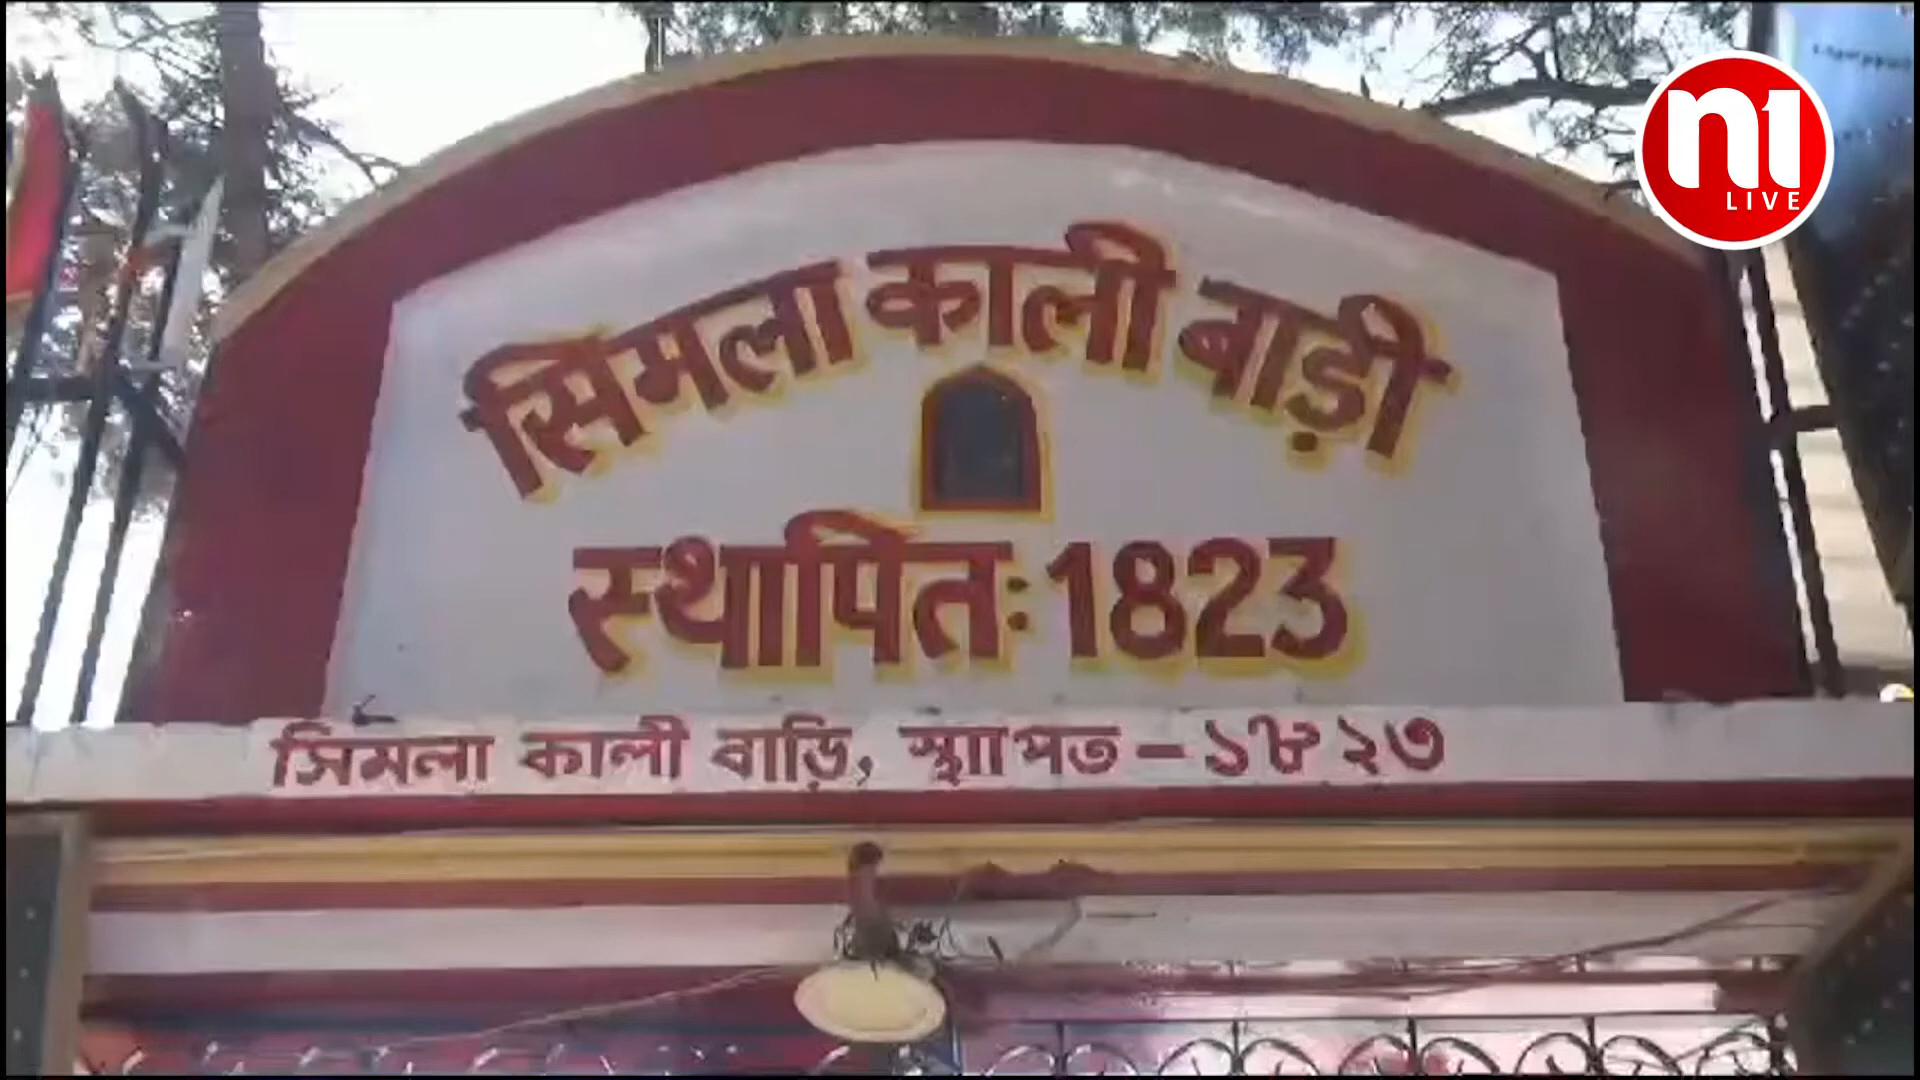 n1
LIVE
सिमला काली बाड़ी
स्थापित: 1823
সিমলা কালী বাড়ি, স্থাাপত - ১৮২৩